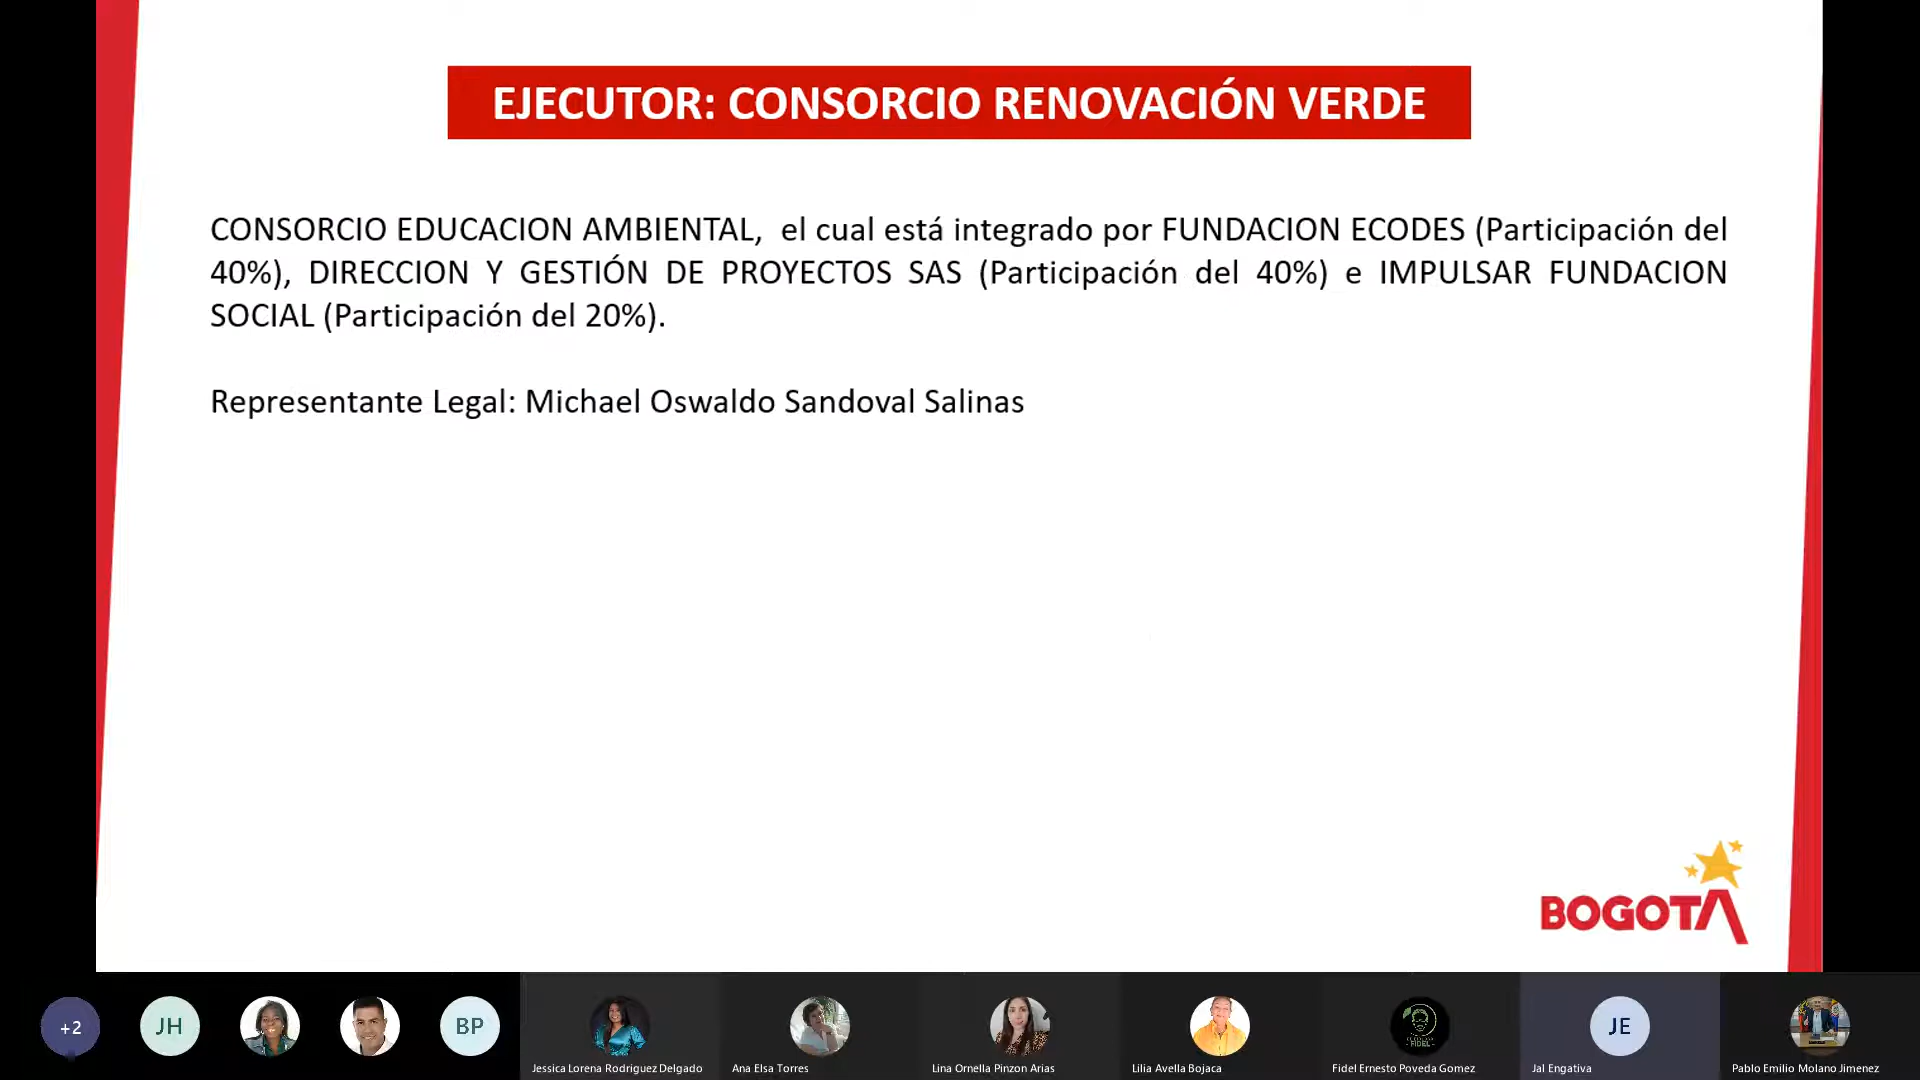 EJECUTOR: CONSORCIO RENOVACIÓN VERDE
CONSORCIO EDUCACION AMBIENTAL, el cual está integrado por FUNDACION ECODES (Participación del
40%), DIRECCION Y GESTIÓN DE PROYECTOS SAS (Participación del 40%) e IMPULSAR FUNDACION
SOCIAL (Participación del 20%).
Representante Legal: Michael Oswaldo Sandoval Salinas
BOGOTA
+2
JH
BP
JE
Jessica Lorena Rodriguez Delgado
Ana Elsa Torres
Lina Ornella Pinzon Arias
Lilia Avella Bojaca
Fidel Ernesto Poveda Gomez
Jal Engativa
Pablo Emilio Molano Jimenez